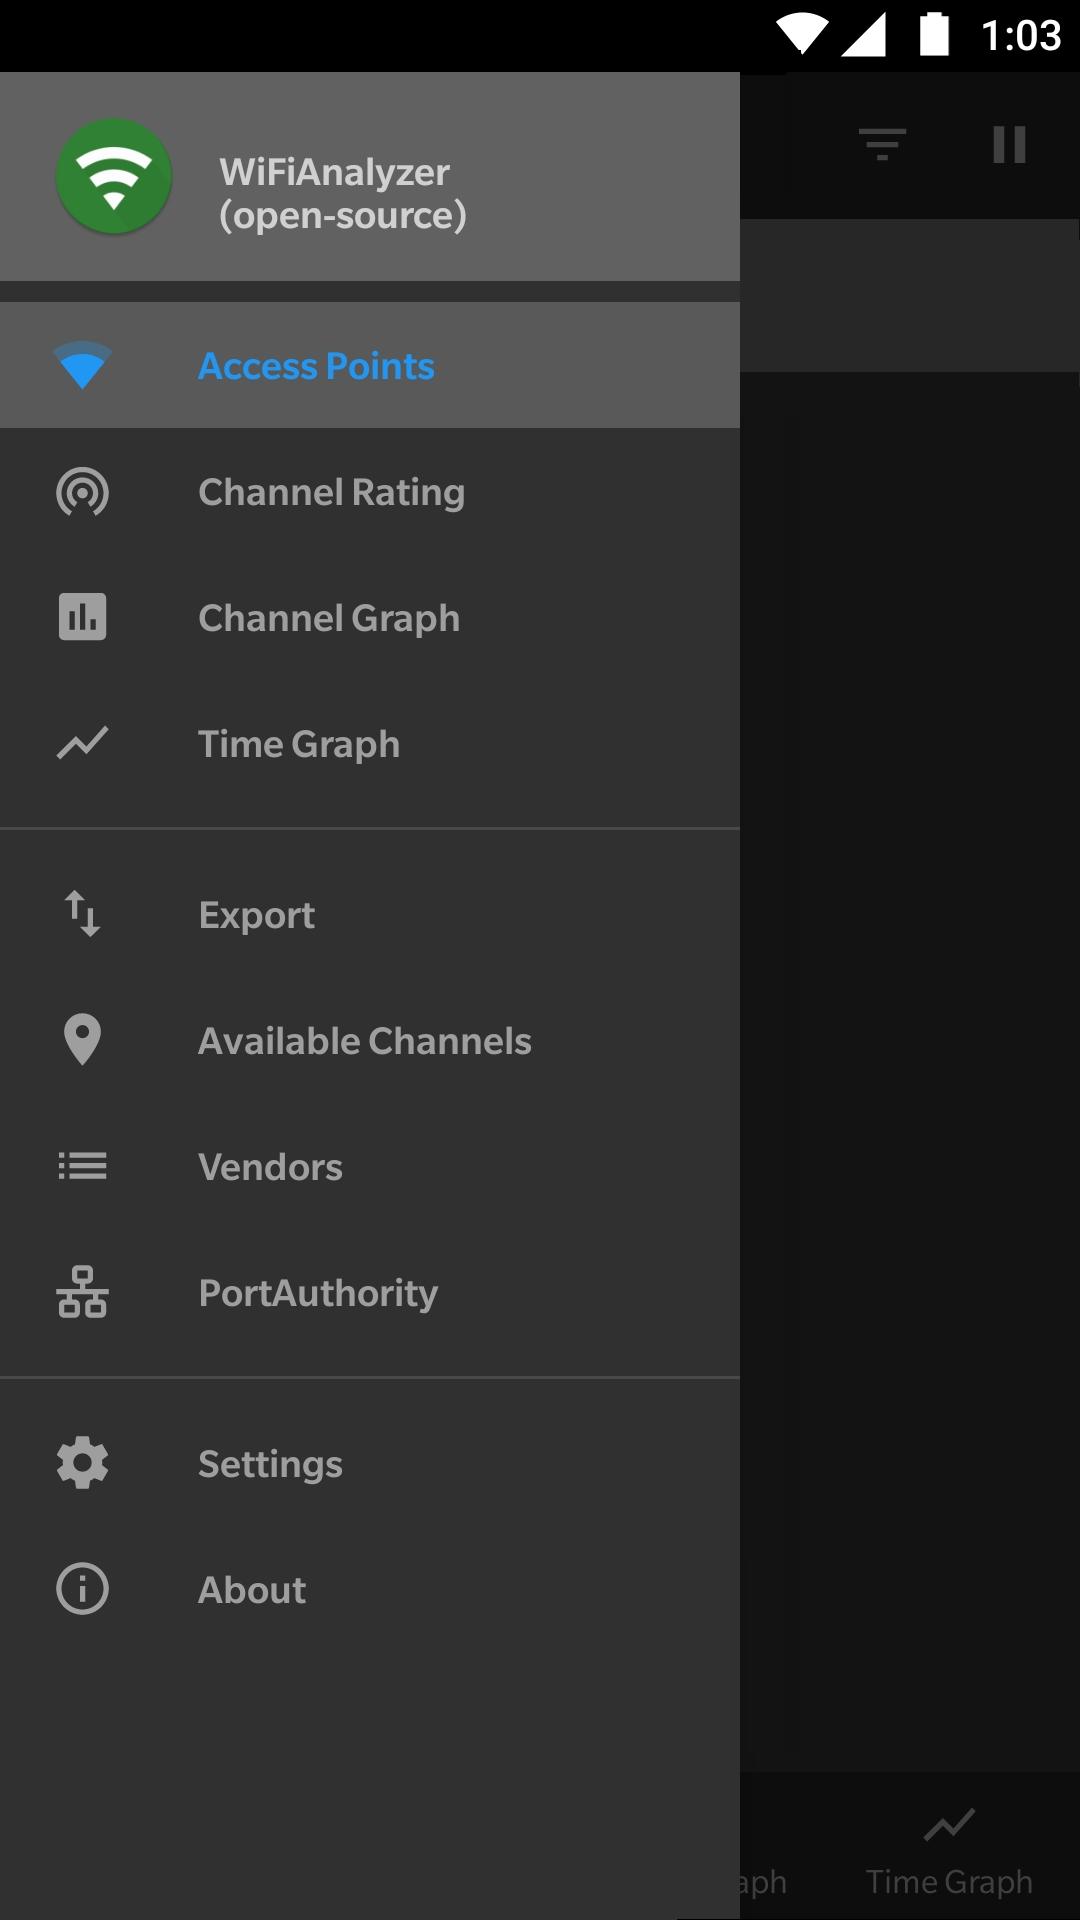 1:03
WiFiAnalyzer
(open-source)
Access Points
Channel Rating
Channel Graph
Time Graph
Export
Available Channels
Vendors
PortAuthority
Settings
About
aph
Time Graph